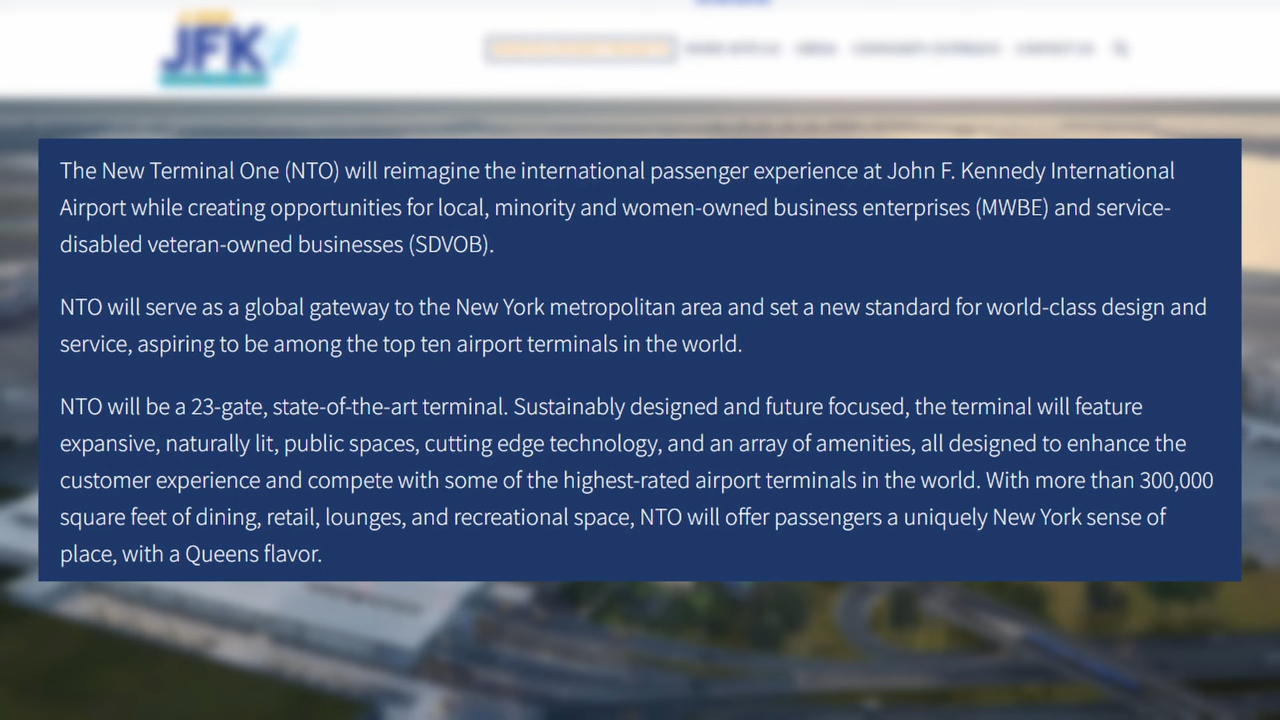 JFK
The New Terminal One (NTO) will reimagine the international passenger experience at John F. Kennedy International
Airport while creating opportunities for local, minority and women-owned business enterprises (MWBE) and service-
disabled veteran-owned businesses (SDVOB).
NTO will serve as a global gateway to the New York metropolitan area and set a new standard for world-class design and
service, aspiring to be among the top ten airport terminals in the world.
NTO will be a 23-gate, state-of-the-art terminal. Sustainably designed and future focused, the terminal will feature
expansive, naturally lit, public spaces, cutting edge technology, and an array of amenities, all designed to enhance the
customer experience and compete with some of the highest-rated airport terminals in the world. With more than 300,000
square feet of dining, retail, lounges, and recreational space, NTO will offer passengers a uniquely New York sense of
place, with a Queens flavor.